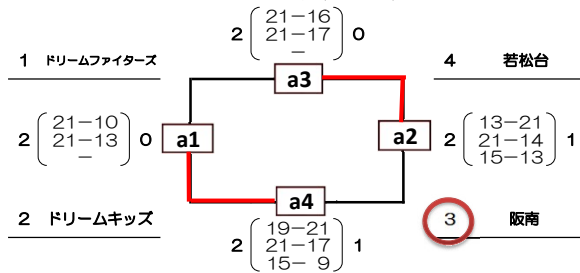 2 21−16 21−17 − 0
1 ドリームファイターズ
4 若松台
a3
2 21−10 21−13 − 0
a1
a2
2 13−21 21−14 15−13 1
a4
2 ドリームキッズ
3 阪南
2 19−21 21−17 15− 9 1